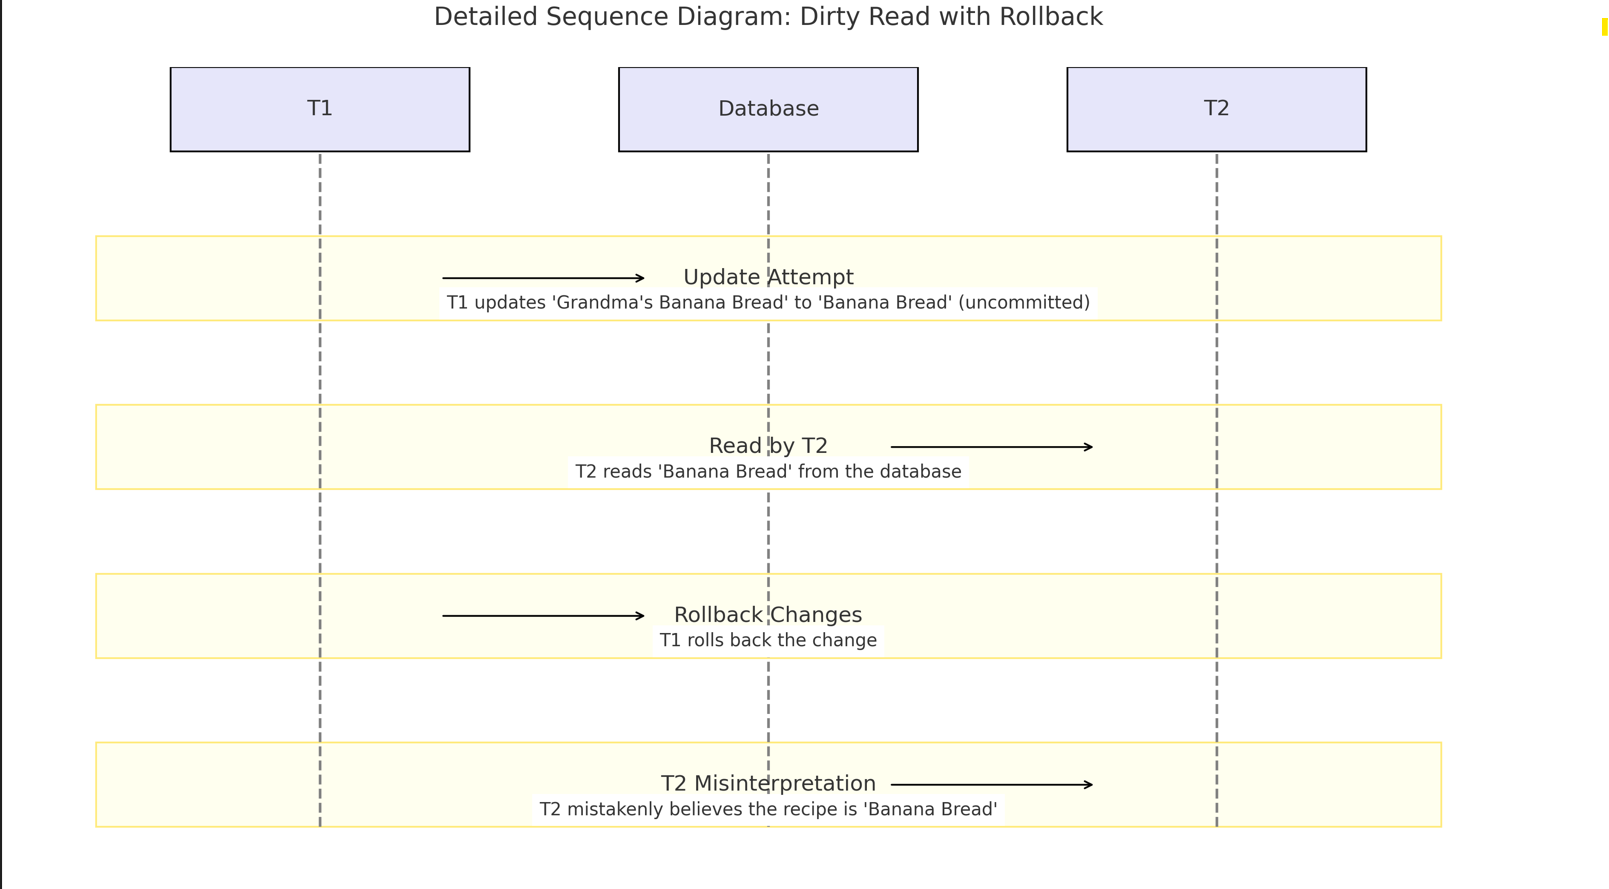 Detailed Sequence Diagram: Dirty Read with Rollback
T1
Database
T2
Update Attempt
T1 updates 'Grandma's Banana Bread' to 'Banana Bread' (uncommitted)
Read by T2
T2 reads 'Banana Bread' from the database
Rollback Changes
T1 rolls back the change
T2 Misinterpretation
T2 mistakenly believes the recipe is 'Banana Bread'